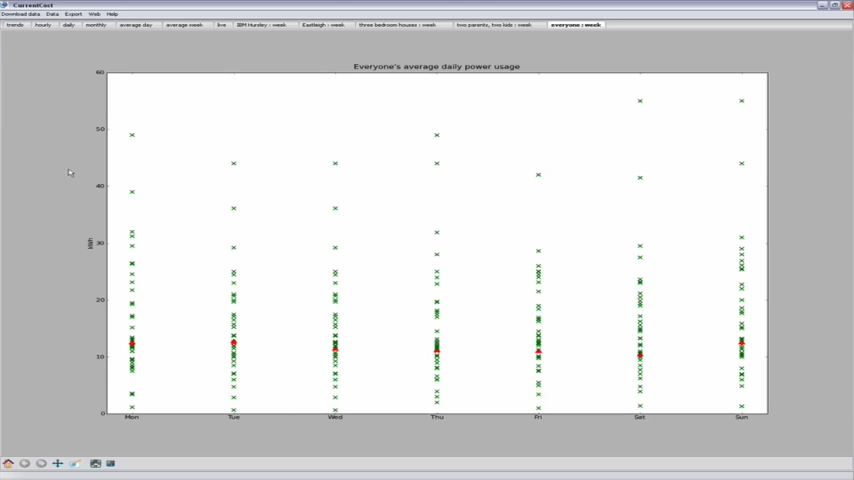 CurrentCost
Download data Data Export Web Help
trends hourly daily monthly average day average week live IBM Hursley : week Eastleigh : week three bedroom houses : week two parents, two kids : week everyone : week
Everyone's average daily power usage
60
50
40
30
20
10
0
kWh
Mon Tue Wed Thu Fri Sat Sun